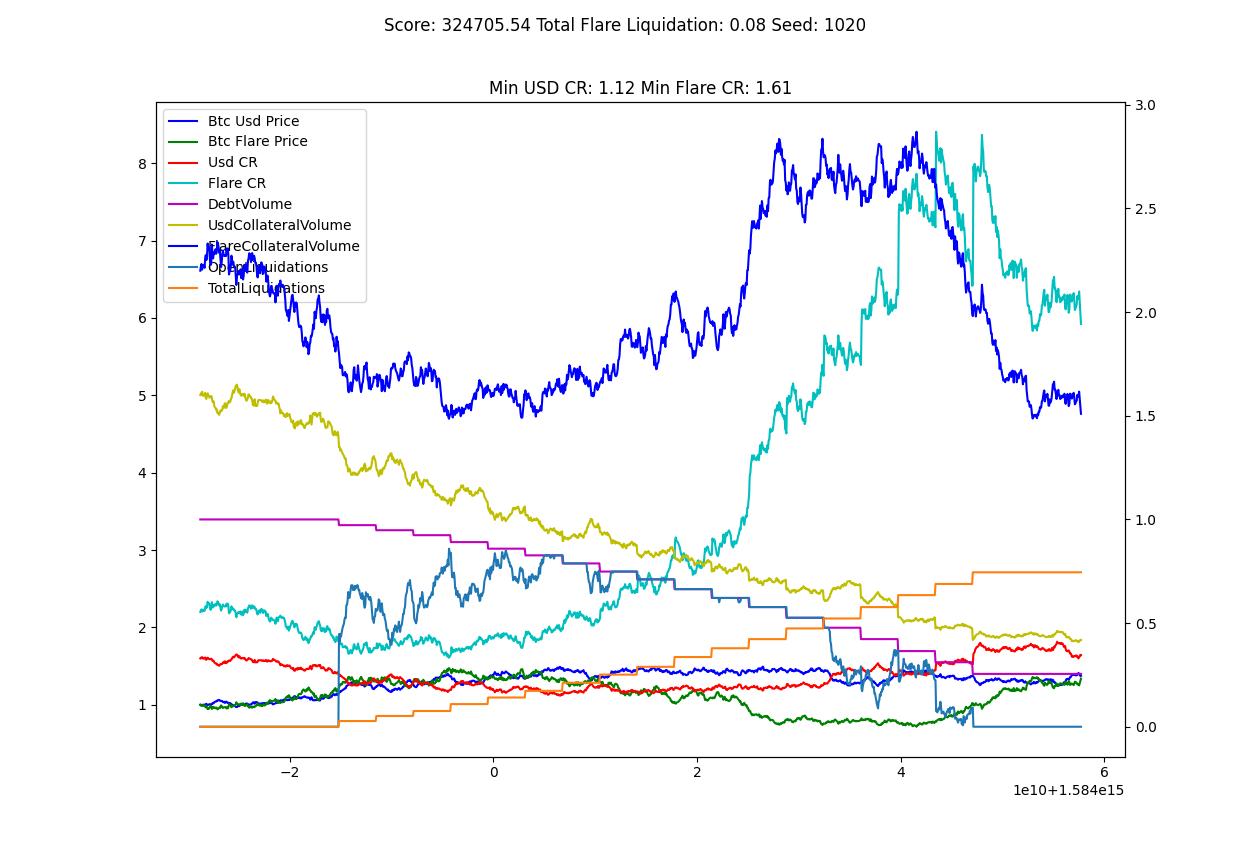 Score: 324705.54 Total Flare Liquidation: 0.08 Seed: 1020
Min USD CR: 1.12 Min Flare CR: 1.61
Btc Usd Price
Btc Flare Price
Usd CR
Flare CR
DebtVolume
UsdCollateralVolume
FlareCollateralVolume
OpenLiquidations
TotalLiquidations
8
7
6
5
4
3
2
1
3.0
2.5
2.0
1.5
1.0
0.5
0.0
−2
0
2
4
6
1e10+1.584e15